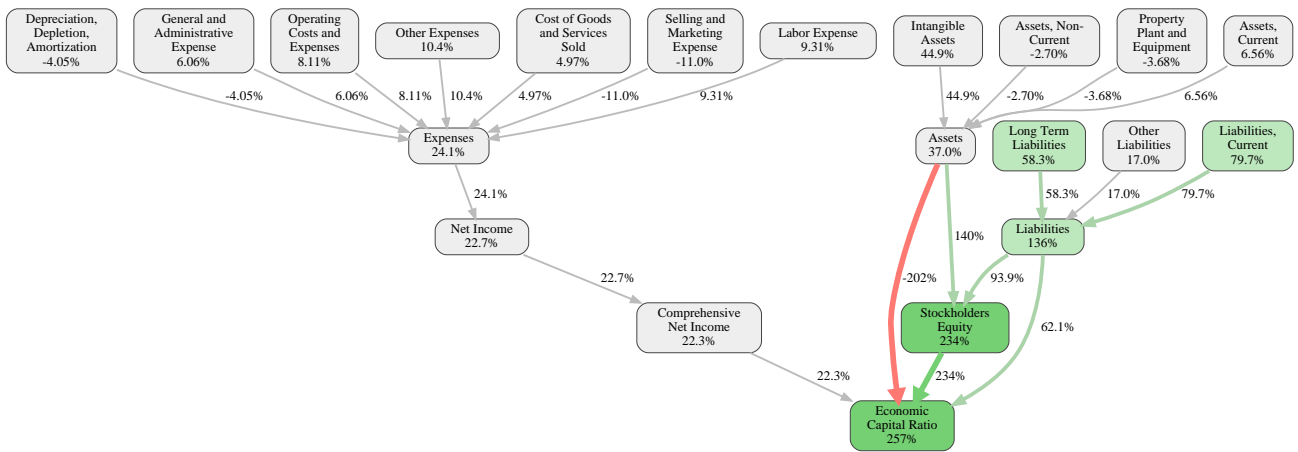 Depreciation,
Depletion,
Amortization
-4.05%
General and
Administrative
Expense
6.06%
Operating
Costs and
Expenses
8.11%
Other Expenses
10.4%
Cost of Goods
and Services
Sold
4.97%
Selling and
Marketing
Expense
-11.0%
Labor Expense
9.31%
Intangible
Assets
44.9%
Assets, Non-
Current
-2.70%
Property
Plant and
Equipment
-3.68%
Assets,
Current
6.56%
-4.05%
6.06%
8.11%
10.4%
4.97%
-11.0%
9.31%
44.9%
-2.70%
-3.68%
6.56%
Expenses
24.1%
Assets
37.0%
Long Term
Liabilities
58.3%
Other
Liabilities
17.0%
Liabilities,
Current
79.7%
24.1%
58.3%
17.0%
79.7%
Net Income
22.7%
140%
Liabilities
136%
22.7%
-202%
93.9%
Comprehensive
Net Income
22.3%
Stockholders
Equity
234%
62.1%
22.3%
234%
Economic
Capital Ratio
257%